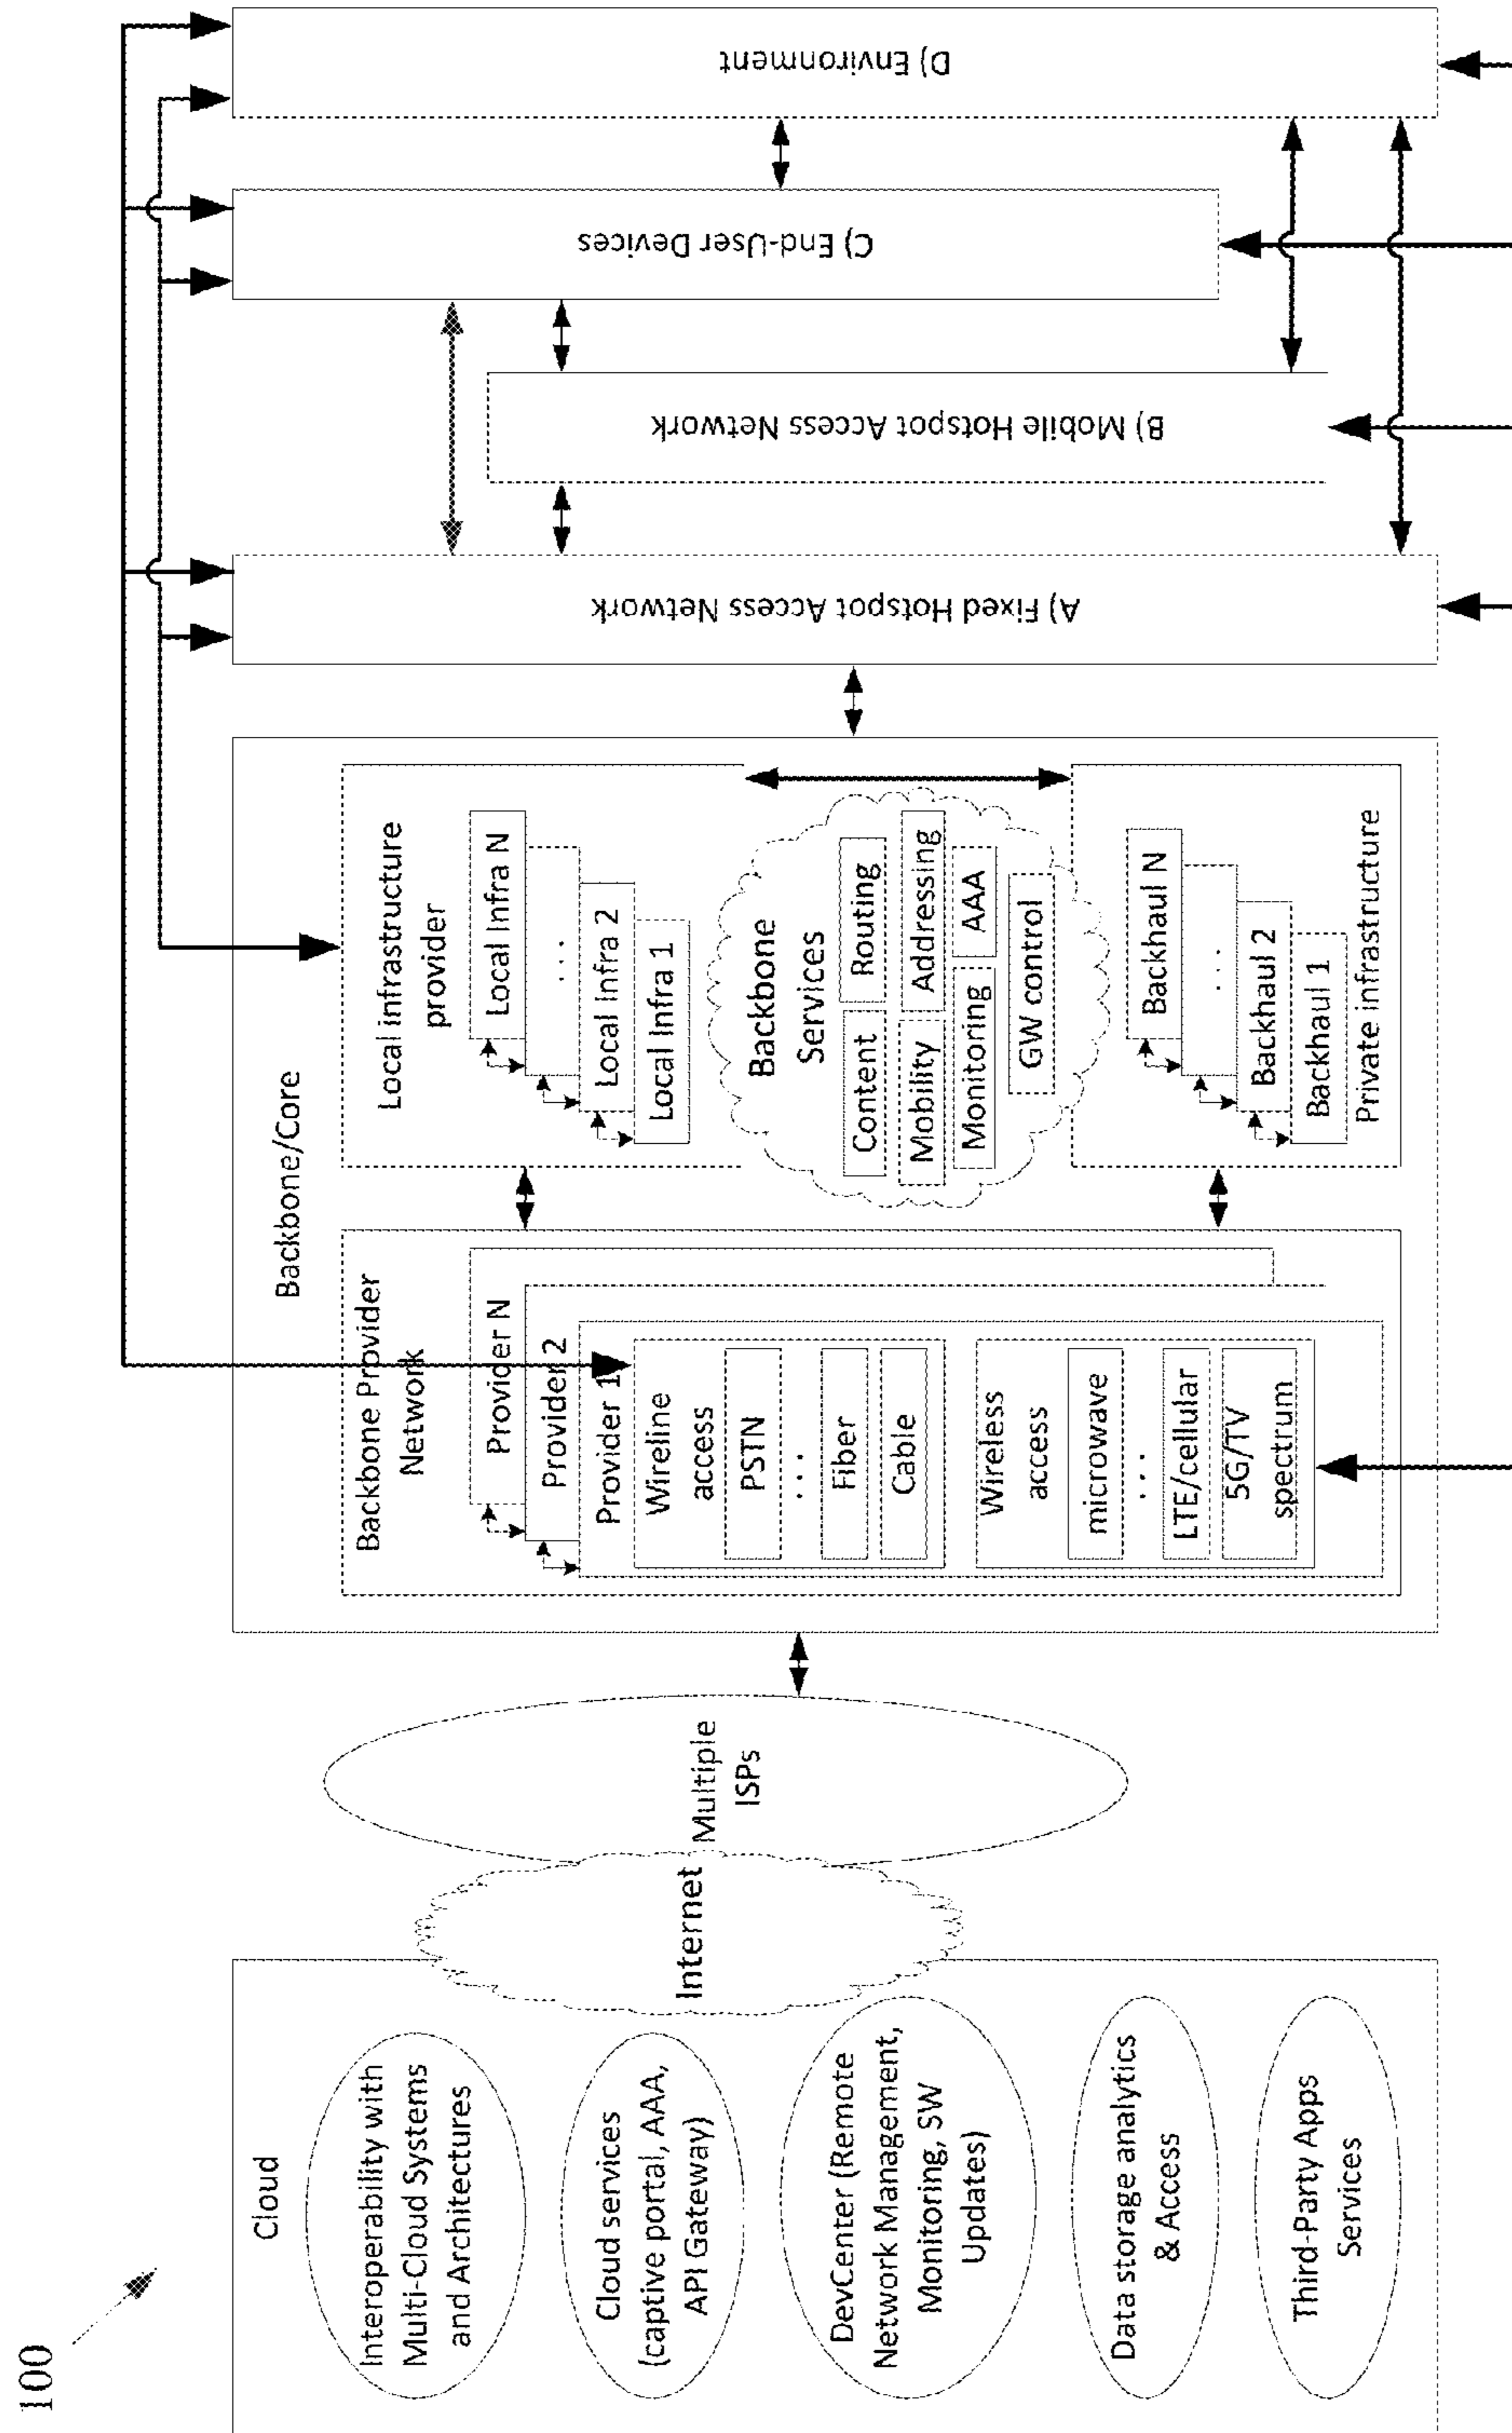 100
Cloud
Interoperability with
Multi-Cloud Systems
and Architectures
Cloud services
(captive portal, AAA,
API Gateway)
DevCenter (Remote
Network Management,
Monitoring, SW
Updates)
Data storage analytics
& Access
Third-Party Apps
Services
Internet
Multiple
ISPs
Backbone/Core
Backbone Provider
Network
Provider N
Provider 2
Provider 1
Wireline
access
PSTN
...
Fiber
Cable
Wireless
access
microwave
...
LTE/cellular
5G/TV
spectrum
Local infrastructure
provider
Local Infra N
...
Local Infra 2
Local Infra 1
Backbone
Services
Content
Routing
Mobility
Addressing
Monitoring
AAA
GW control
Backhaul N
...
Backhaul 2
Backhaul 1
Private infrastructure
A) Fixed Hotspot Access Network
B) Mobile Hotspot Access Network
C) End-User Devices
D) Environment